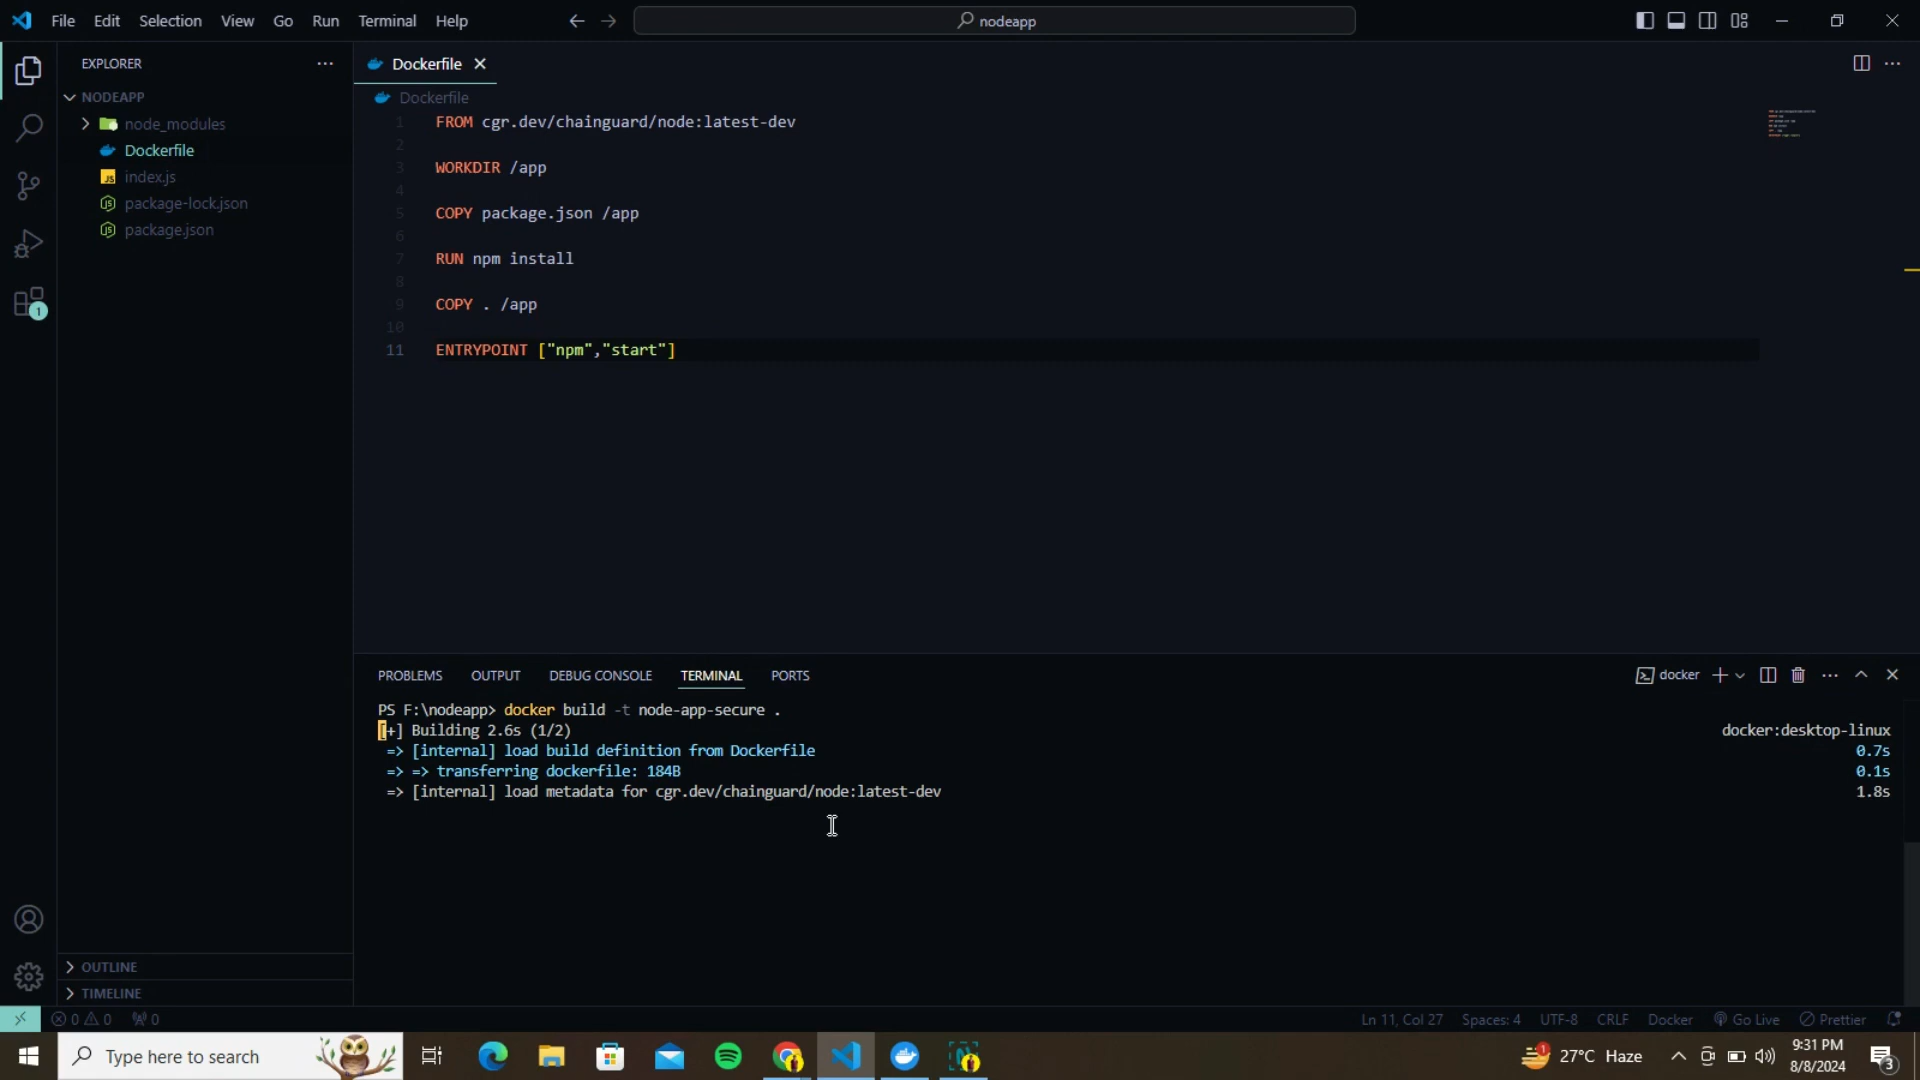 File Edit Selection View Go Run Terminal Help
nodeapp
EXPLORER
NODEAPP
node_modules
Dockerfile
JS index.js
package-lock.json
package.json
1
OUTLINE
TIMELINE
Dockerfile
Dockerfile
1 FROM cgr.dev/chainguard/node:latest-dev
2
3 WORKDIR /app
4
5 COPY package.json /app
6
7 RUN npm install
8
9 COPY . /app
10
11 ENTRYPOINT ["npm","start"]
PROBLEMS OUTPUT DEBUG CONSOLE TERMINAL PORTS
docker
PS F:\nodeapp> docker build -t node-app-secure .
[+] Building 2.6s (1/2) docker:desktop-linux
=> [internal] load build definition from Dockerfile 0.7s
=> => transferring dockerfile: 184B 0.1s
=> [internal] load metadata for cgr.dev/chainguard/node:latest-dev 1.8s
0 0 0
Ln 11, Col 27 Spaces: 4 UTF-8 CRLF Docker Go Live Prettier
Type here to search
1
27°C Haze
9:31 PM
8/8/2024
3